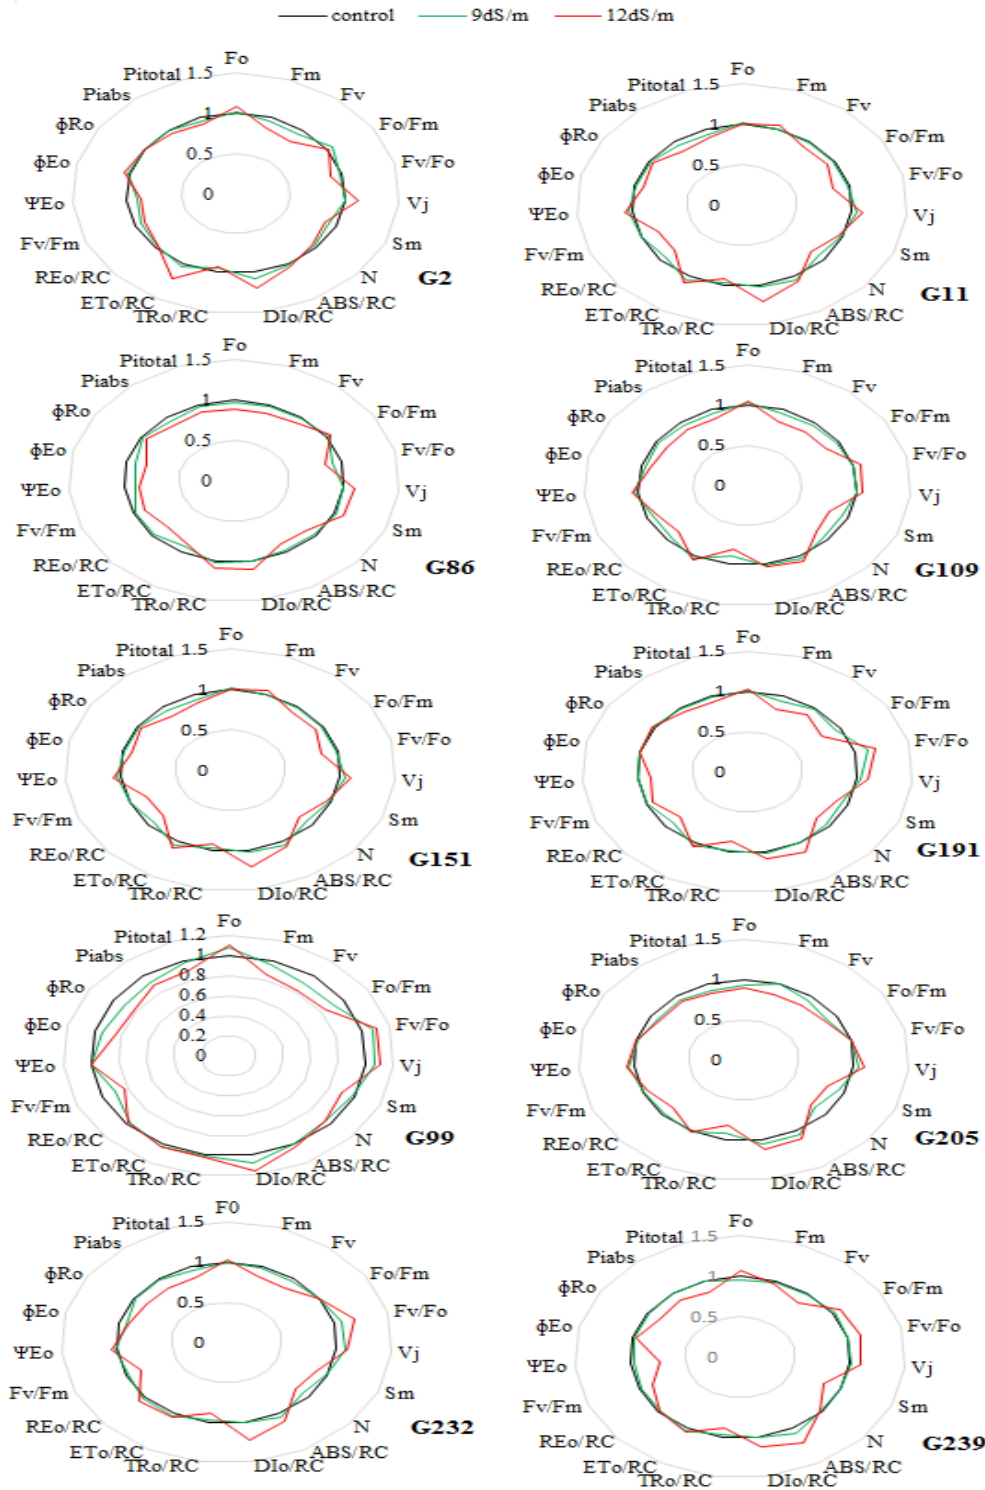 control 9dS/m 12dS/m
Fo
Fm
Fv
Fo/Fm
Fv/Fo
Vj
Sm
N
ABS/RC
DIo/RC
TRo/RC
ETo/RC
REo/RC
Fv/Fm
ΨEo
ϕEo
ϕRo
Piabs
Pitotal
1.5
1
0.5
0
G2
Fo
Fm
Fv
Fo/Fm
Fv/Fo
Vj
Sm
N
ABS/RC
DIo/RC
TRo/RC
ETo/RC
REo/RC
Fv/Fm
ΨEo
ϕEo
ϕRo
Piabs
Pitotal
1.5
1
0.5
0
G11
Fo
Fm
Fv
Fo/Fm
Fv/Fo
Vj
Sm
N
ABS/RC
DIo/RC
TRo/RC
ETo/RC
REo/RC
Fv/Fm
ΨEo
ϕEo
ϕRo
Piabs
Pitotal
1.5
1
0.5
0
G86
Fo
Fm
Fv
Fo/Fm
Fv/Fo
Vj
Sm
N
ABS/RC
DIo/RC
TRo/RC
ETo/RC
REo/RC
Fv/Fm
ΨEo
ϕEo
ϕRo
Piabs
Pitotal
1.5
1
0.5
0
G109
Fo
Fm
Fv
Fo/Fm
Fv/Fo
Vj
Sm
N
ABS/RC
DIo/RC
TRo/RC
ETo/RC
REo/RC
Fv/Fm
ΨEo
ϕEo
ϕRo
Piabs
Pitotal
1.5
1
0.5
0
G151
Fo
Fm
Fv
Fo/Fm
Fv/Fo
Vj
Sm
N
ABS/RC
DIo/RC
TRo/RC
ETo/RC
REo/RC
Fv/Fm
ΨEo
ϕEo
ϕRo
Piabs
Pitotal
1.5
1
0.5
0
G191
Fo
Fm
Fv
Fo/Fm
Fv/Fo
Vj
Sm
N
ABS/RC
DIo/RC
TRo/RC
ETo/RC
REo/RC
Fv/Fm
ΨEo
ϕEo
ϕRo
Piabs
Pitotal
1.2
1
0.8
0.6
0.4
0.2
0
G99
Fo
Fm
Fv
Fo/Fm
Fv/Fo
Vj
Sm
N
ABS/RC
DIo/RC
TRo/RC
ETo/RC
REo/RC
Fv/Fm
ΨEo
ϕEo
ϕRo
Piabs
Pitotal
1.5
1
0.5
0
G205
F0
Fm
Fv
Fo/Fm
Fv/Fo
Vj
Sm
N
ABS/RC
DIo/RC
TRo/RC
ETo/RC
REo/RC
Fv/Fm
ΨEo
ϕEo
ϕRo
Piabs
Pitotal
1.5
1
0.5
0
G232
Fo
Fm
Fv
Fo/Fm
Fv/Fo
Vj
Sm
N
ABS/RC
DIo/RC
TRo/RC
ETo/RC
REo/RC
Fv/Fm
ΨEo
ϕEo
ϕRo
Piabs
Pitotal
1.5
1
0.5
0
G239